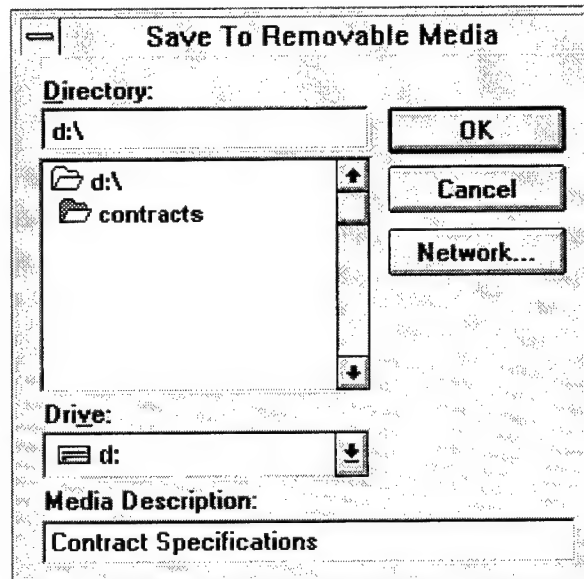 Save To Removable Media
Directory:
d:\
OK
d:\
contracts
Cancel
Network...
Drive:
d:
Media Description:
Contract Specifications